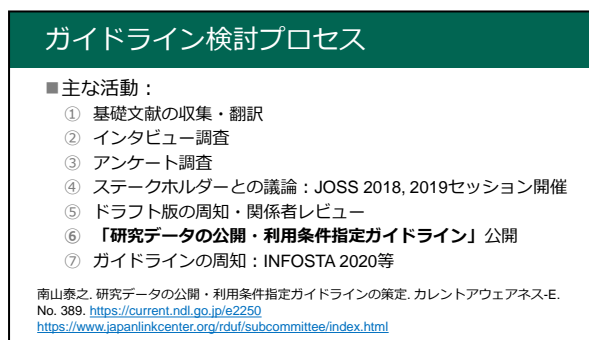 ガイドライン検討プロセス
■主な活動：
① 基礎文献の収集・翻訳
② インタビュー調査
③ アンケート調査
④ ステークホルダーとの議論：JOSS 2018, 2019セッション開催
⑤ ドラフト版の周知・関係者レビュー
⑥ 「研究データの公開・利用条件指定ガイドライン」公開
⑦ ガイドラインの周知：INFOSTA 2020等
南山泰之. 研究データの公開・利用条件指定ガイドラインの策定. カレントアウェアネス-E.
No. 389. https://current.ndl.go.jp/e2250
https://www.japanlinkcenter.org/rduf/subcommittee/index.html